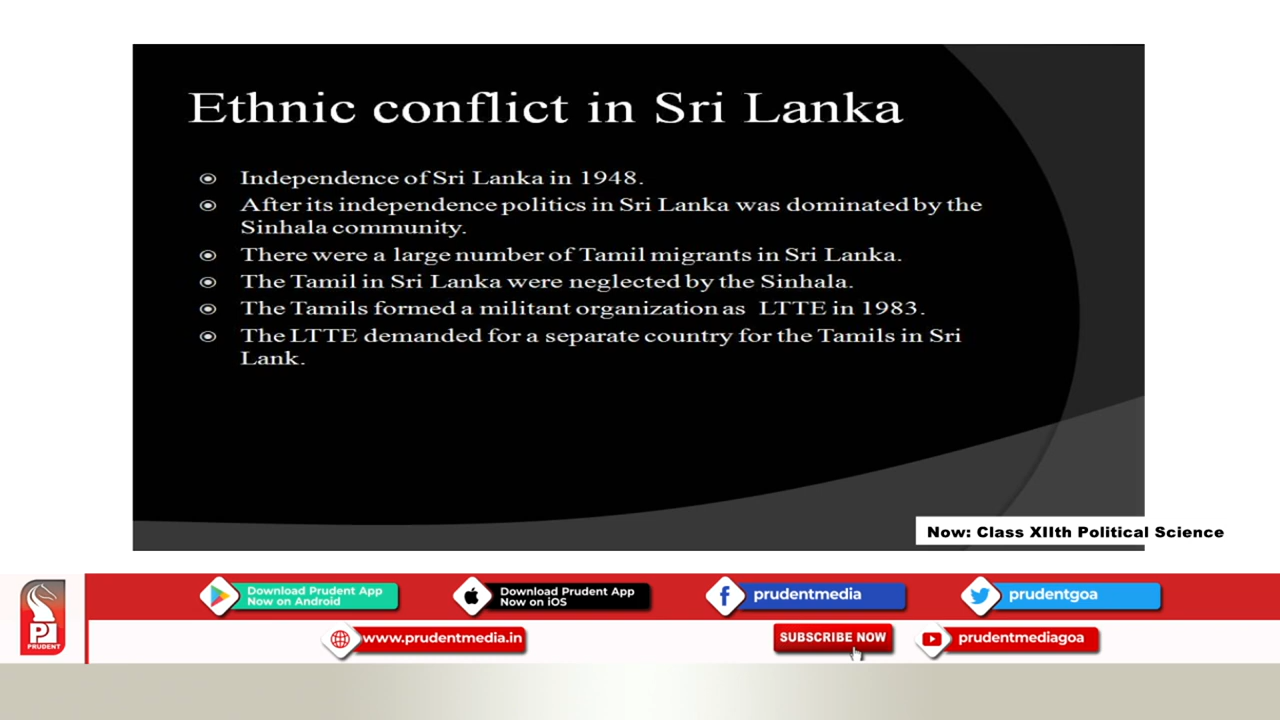 Ethnic conflict in Sri Lanka
Independence of Sri Lanka in 1948.
After its independence politics in Sri Lanka was dominated by the
Sinhala community.
There were a large number of Tamil migrants in Sri Lanka.
The Tamil in Sri Lanka were neglected by the Sinhala.
The Tamils formed a militant organization as LTTE in 1983.
The LTTE demanded for a separate country for the Tamils in Sri
Lank.
Now: Class XIIth Political Science
Download Prudent App
Now on Android
Download Prudent App
Now on iOS
prudentmedia
prudentgoa
PRUDENT
www.prudentmedia.in
SUBSCRIBE NOW
prudentmediagoa